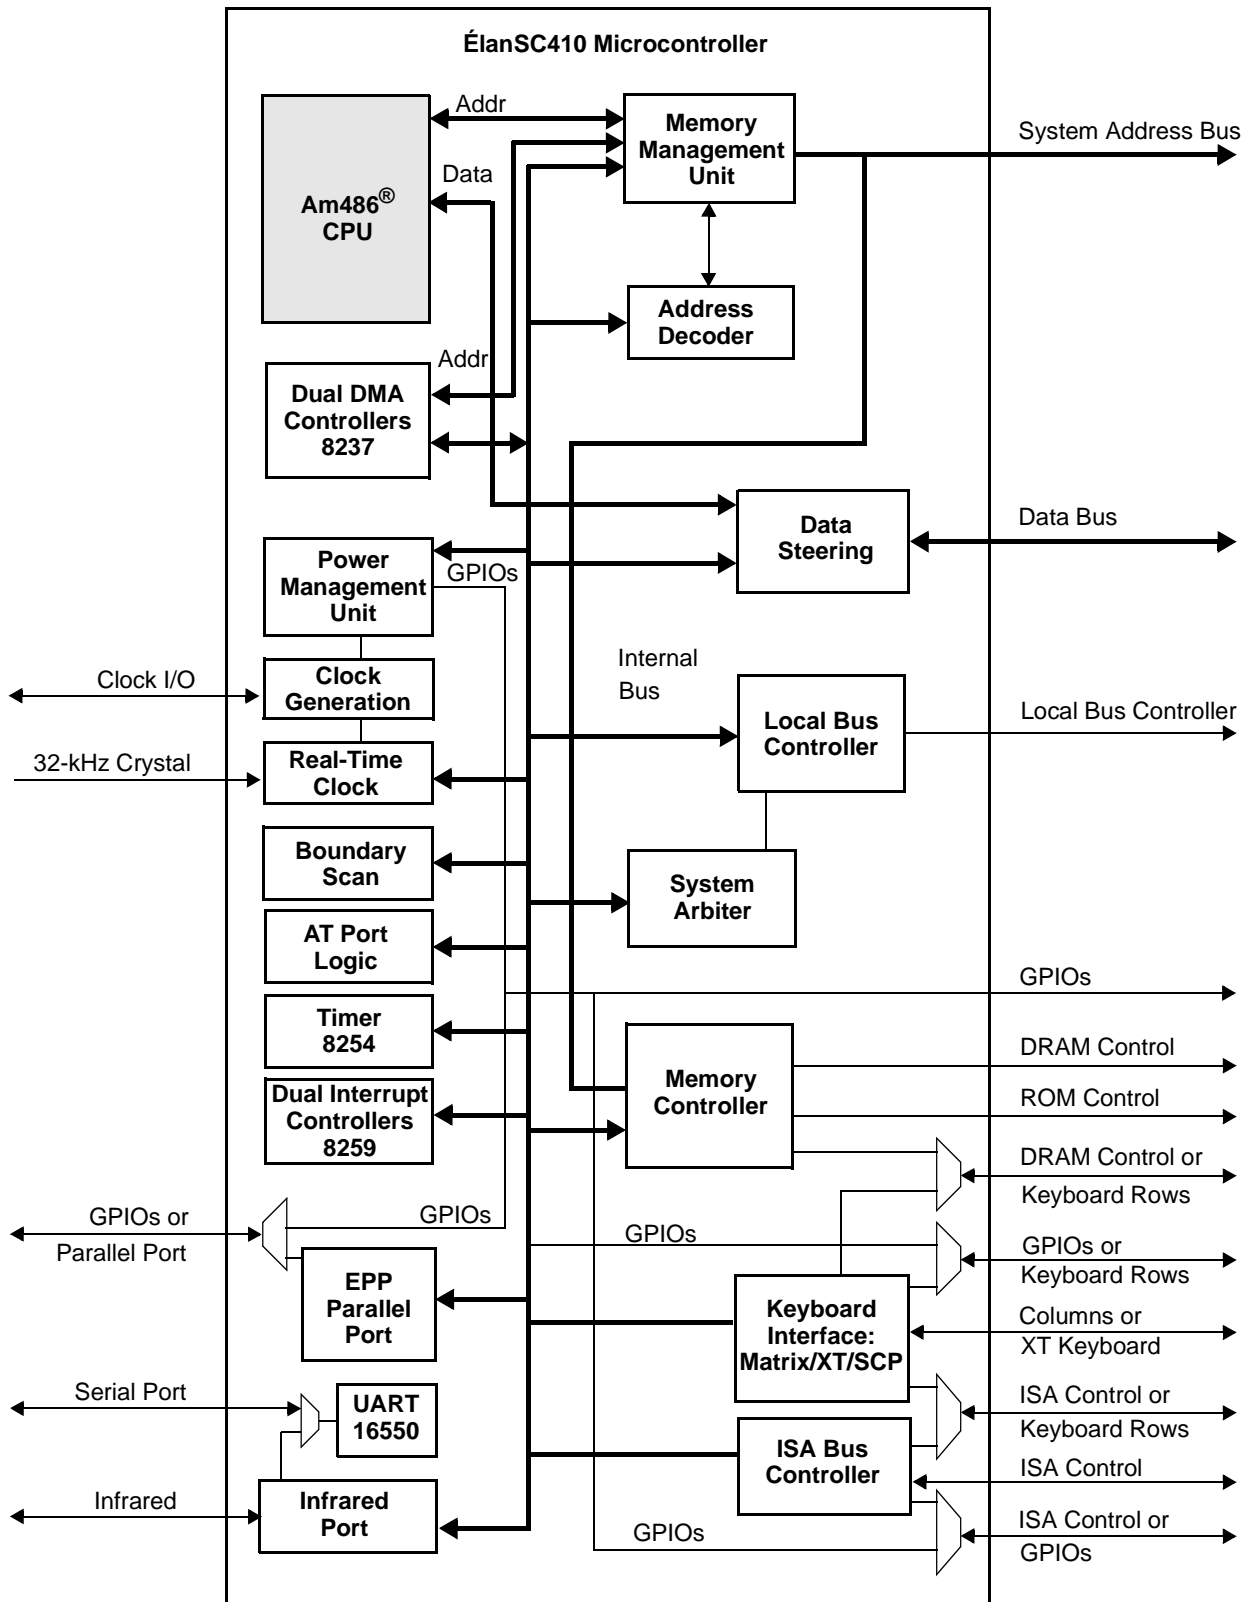 ÉlanSC410 Microcontroller
Am486®
CPU
Addr
Data
Memory
Management
Unit
System Address Bus
Address
Decoder
Addr
Dual DMA
Controllers
8237
Data
Steering
Data Bus
Power
Management
Unit
GPIOs
Clock I/O
Clock
Generation
Internal
Bus
Local Bus
Controller
Local Bus Controller
32-kHz Crystal
Real-Time
Clock
Boundary
Scan
System
Arbiter
AT Port
Logic
GPIOs
Timer
8254
Memory
Controller
DRAM Control
ROM Control
Dual Interrupt
Controllers
8259
DRAM Control or
Keyboard Rows
GPIOs or
Parallel Port
GPIOs
GPIOs
GPIOs or
Keyboard Rows
EPP
Parallel
Port
Keyboard
Interface:
Matrix/XT/SCP
Columns or
XT Keyboard
Serial Port
UART
16550
ISA Control or
Keyboard Rows
ISA Bus
Controller
ISA Control
Infrared
Infrared
Port
GPIOs
ISA Control or
GPIOs